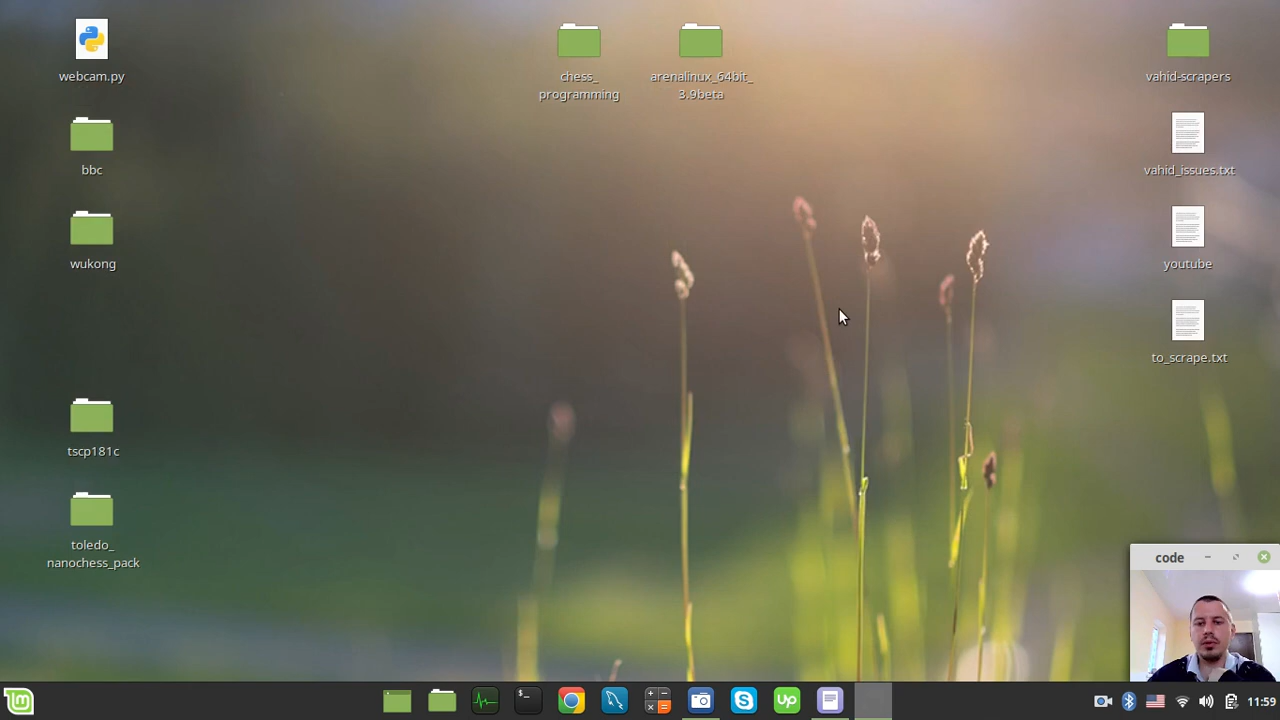 webcam.py
bbc
wukong
tscp181c
toledo_
nanochess_pack
chess_
programming
arenalinux_64bit_
3.9beta
vahid-scrapers
vahid_issues.txt
youtube
to_scrape.txt
code
up
11:59